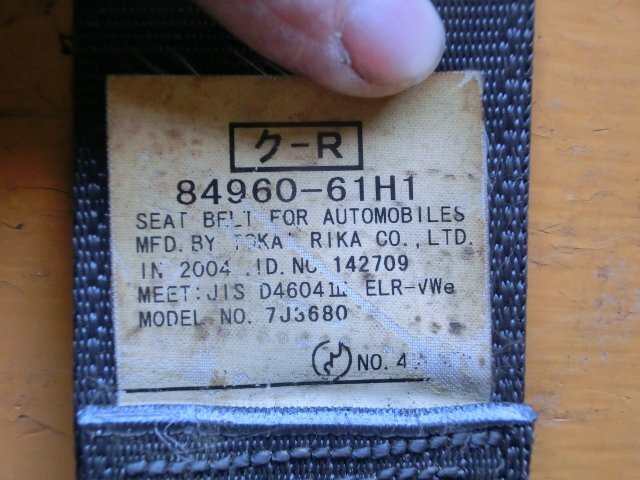 ク-R
84960-61H1
SEAT BELT FOR AUTOMOBILES
MFD. BY TOKAI RIKA CO., LTD.
IN 2004 .ID. NO 142709
MEET: JIS D4604Ⅲ ELR-VWe
MODEL NO. 7J3680
NO. 4